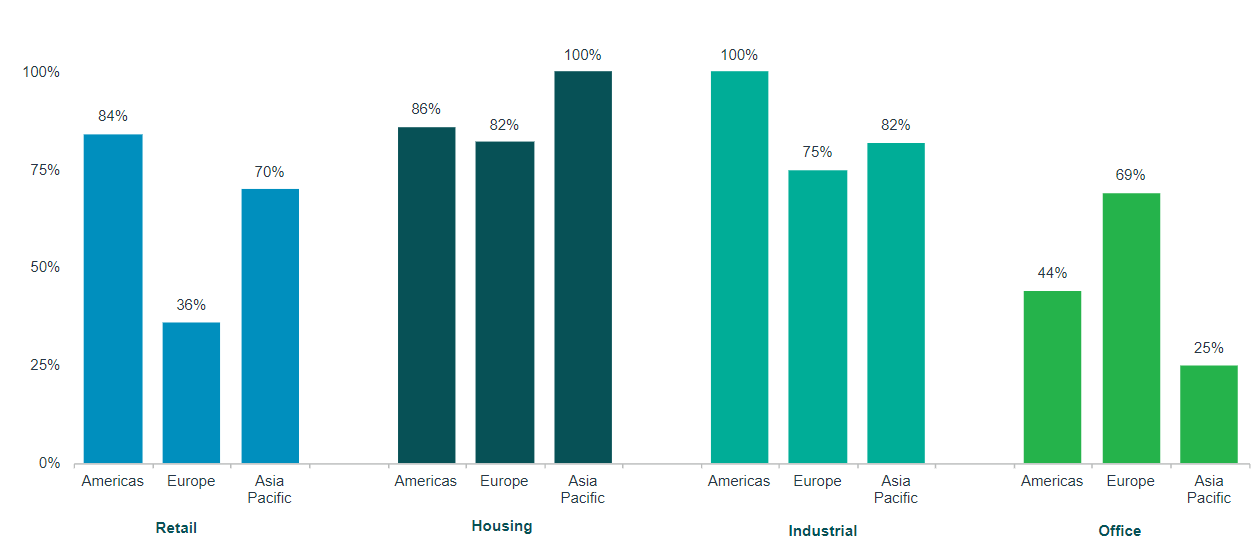 100%
75%
50%
25%
0%
84%
36%
70%
86%
82%
100%
100%
75%
82%
44%
69%
25%
Americas
Europe
Asia
Pacific
Americas
Europe
Asia
Pacific
Americas
Europe
Asia
Pacific
Americas
Europe
Asia
Pacific
Retail
Housing
Industrial
Office